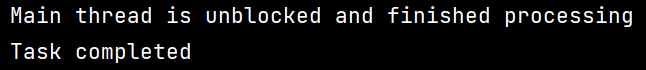 Main thread is unblocked and finished processing
Task completed